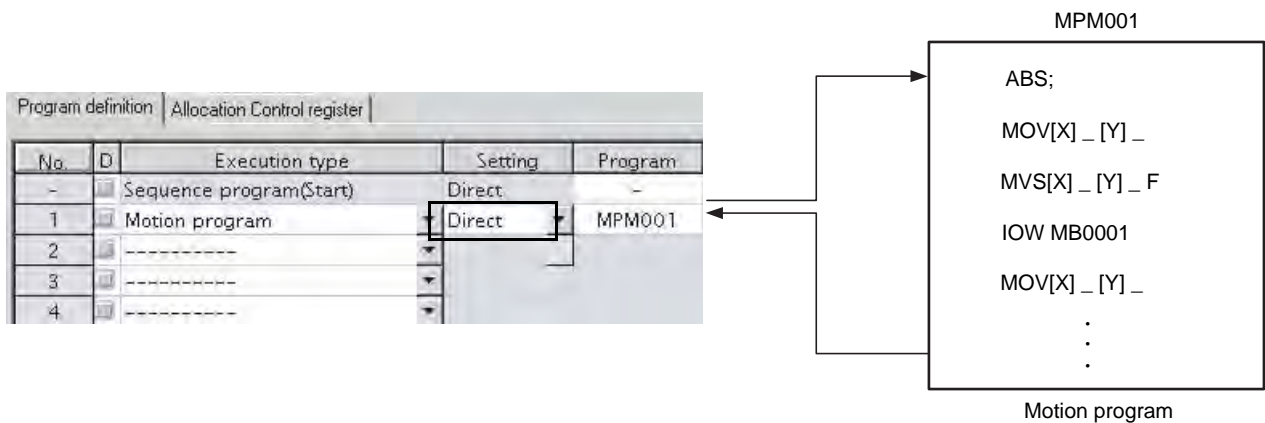 MPM001
Program definition Allocation Control register
No. D Execution type Setting Program
- Sequence program(Start) Direct -
1 Motion program Direct MPM001
2 ----------
3 ----------
4 ----------
ABS;
MOV[X] _ [Y] _
MVS[X] _ [Y] _ F
IOW MB0001
MOV[X] _ [Y] _
.
.
.
Motion program